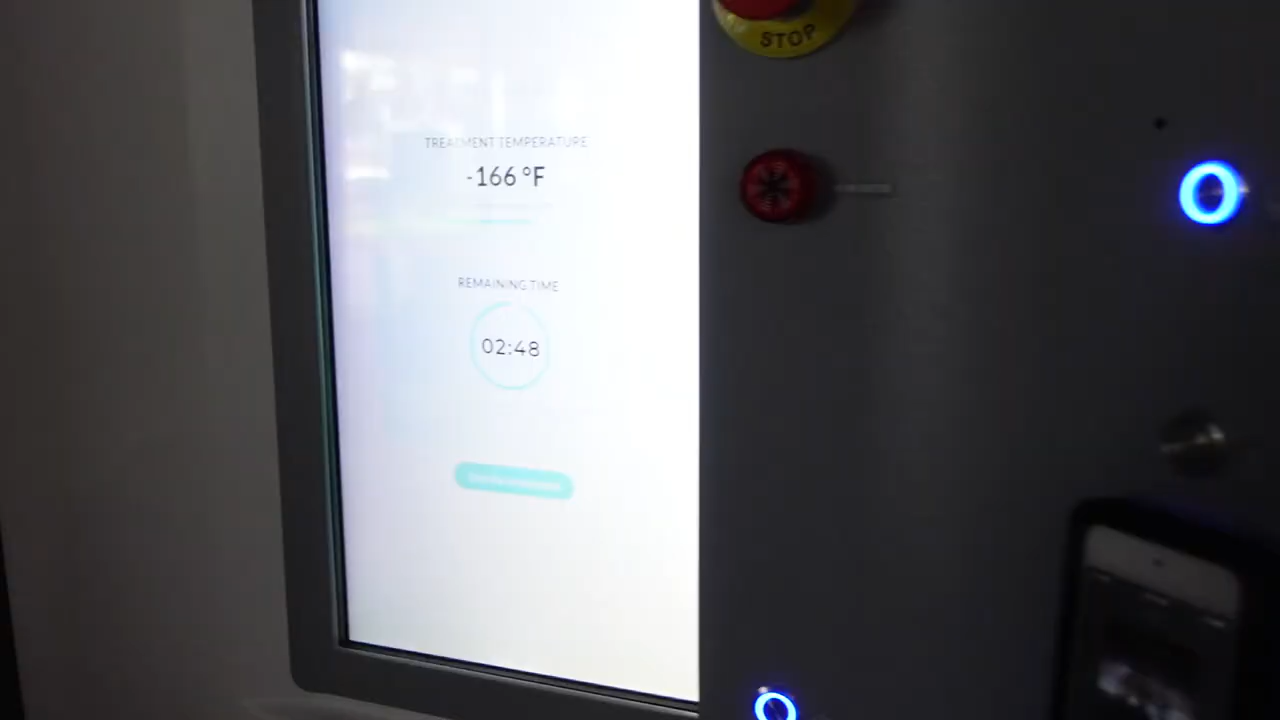 STOP
TREATMENT TEMPERATURE
-166 °F
REMAINING TIME
02:48